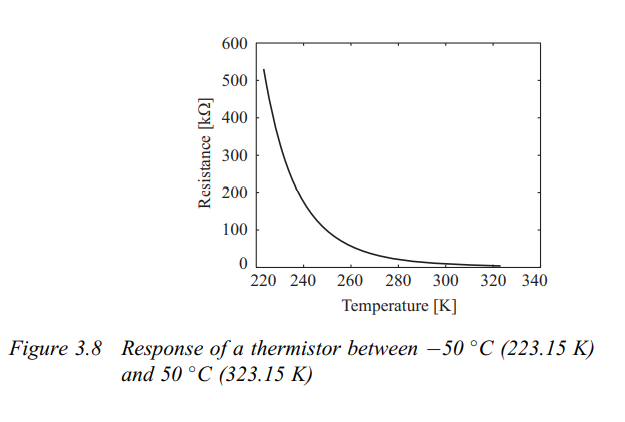 600
500
400
300
200
100
0
Resistance [kΩ]
220 240 260 280 300 320 340
Temperature [K]
Figure 3.8 Response of a thermistor between −50 °C (223.15 K)
and 50 °C (323.15 K)